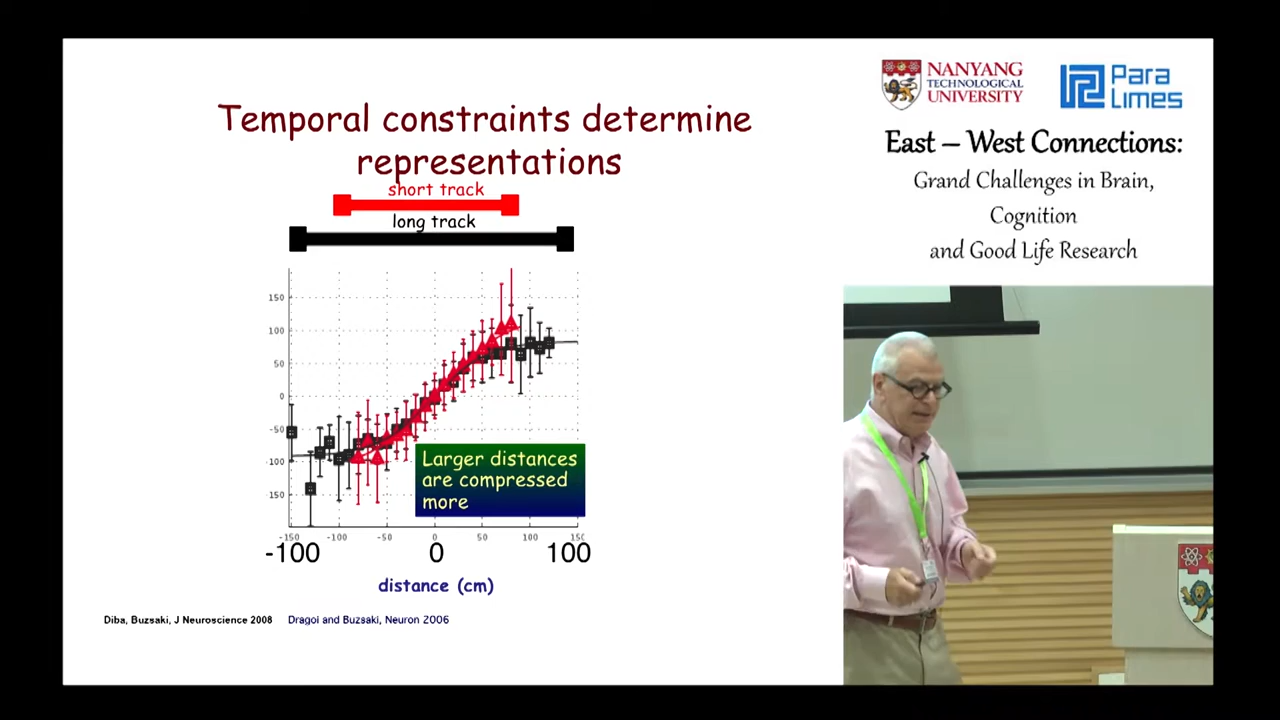 Temporal constraints determine
representations
short track
long track
150
100
50
0
-50
-100
150
-150
-100
-50
0
50
100
150
-100
0
100
distance (cm)
Larger distances
are compressed
more
Diba, Buzsaki, J Neuroscience 2008
Dragoi and Buzsaki, Neuron 2006
NANYANG
TECHNOLOGICAL
UNIVERSITY
Para
Limes
East – West Connections:
Grand Challenges in Brain,
Cognition
and Good Life Research